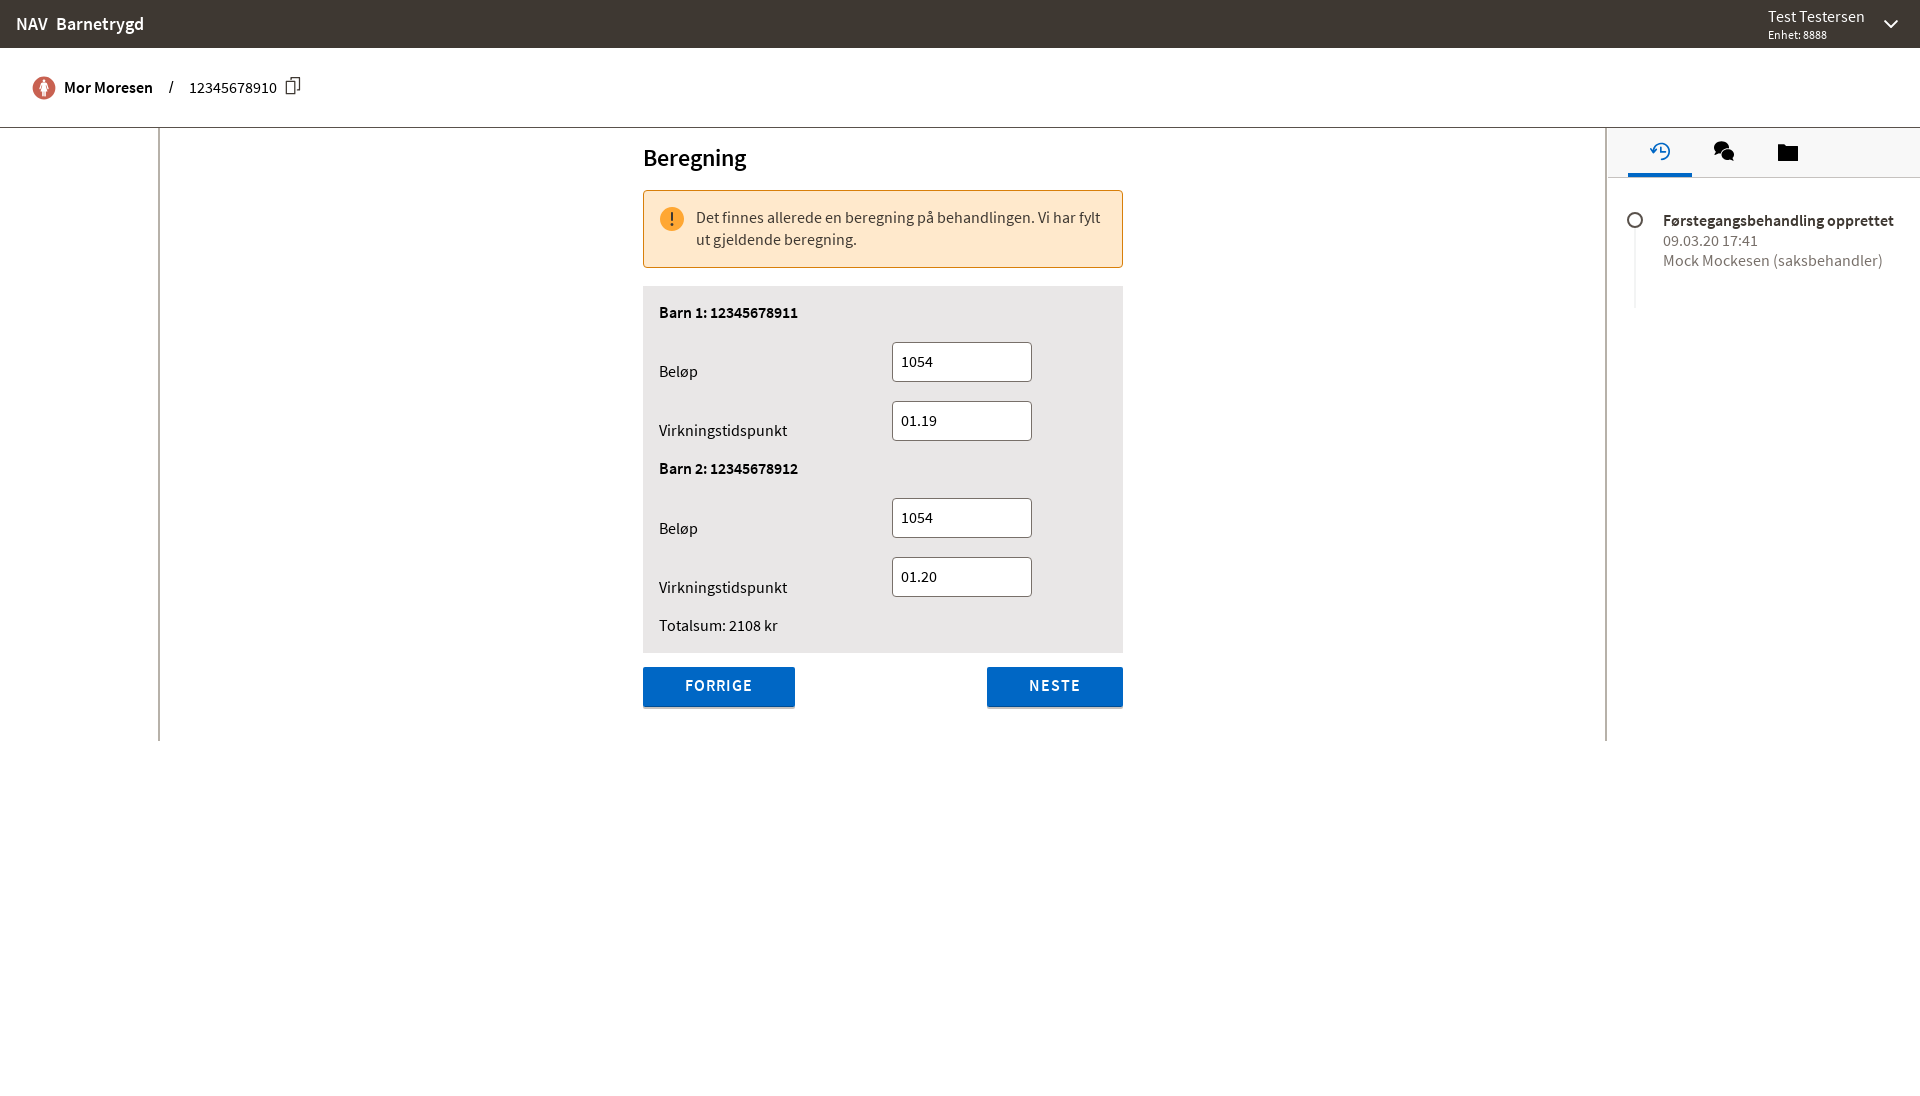 NAV Barnetrygd
Test Testersen
Enhet: 8888
Mor Moresen / 12345678910
Beregning
Det finnes allerede en beregning på behandlingen. Vi har fylt
ut gjeldende beregning.
Barn 1: 12345678911
Beløp 1054
Virkningstidspunkt 01.19
Barn 2: 12345678912
Beløp 1054
Virkningstidspunkt 01.20
Totalsum: 2108 kr
FORRIGE NESTE
Førstegangsbehandling opprettet
09.03.20 17:41
Mock Mockesen (saksbehandler)